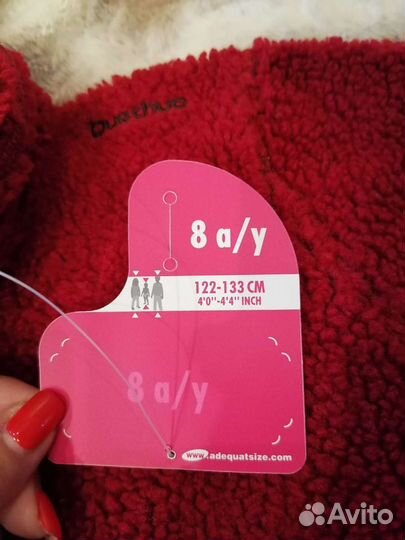 Quechua
8 a/y
122-133 CM
4'0''-4'4'' INCH
8 a/y
www.adequatsize.com
Avito